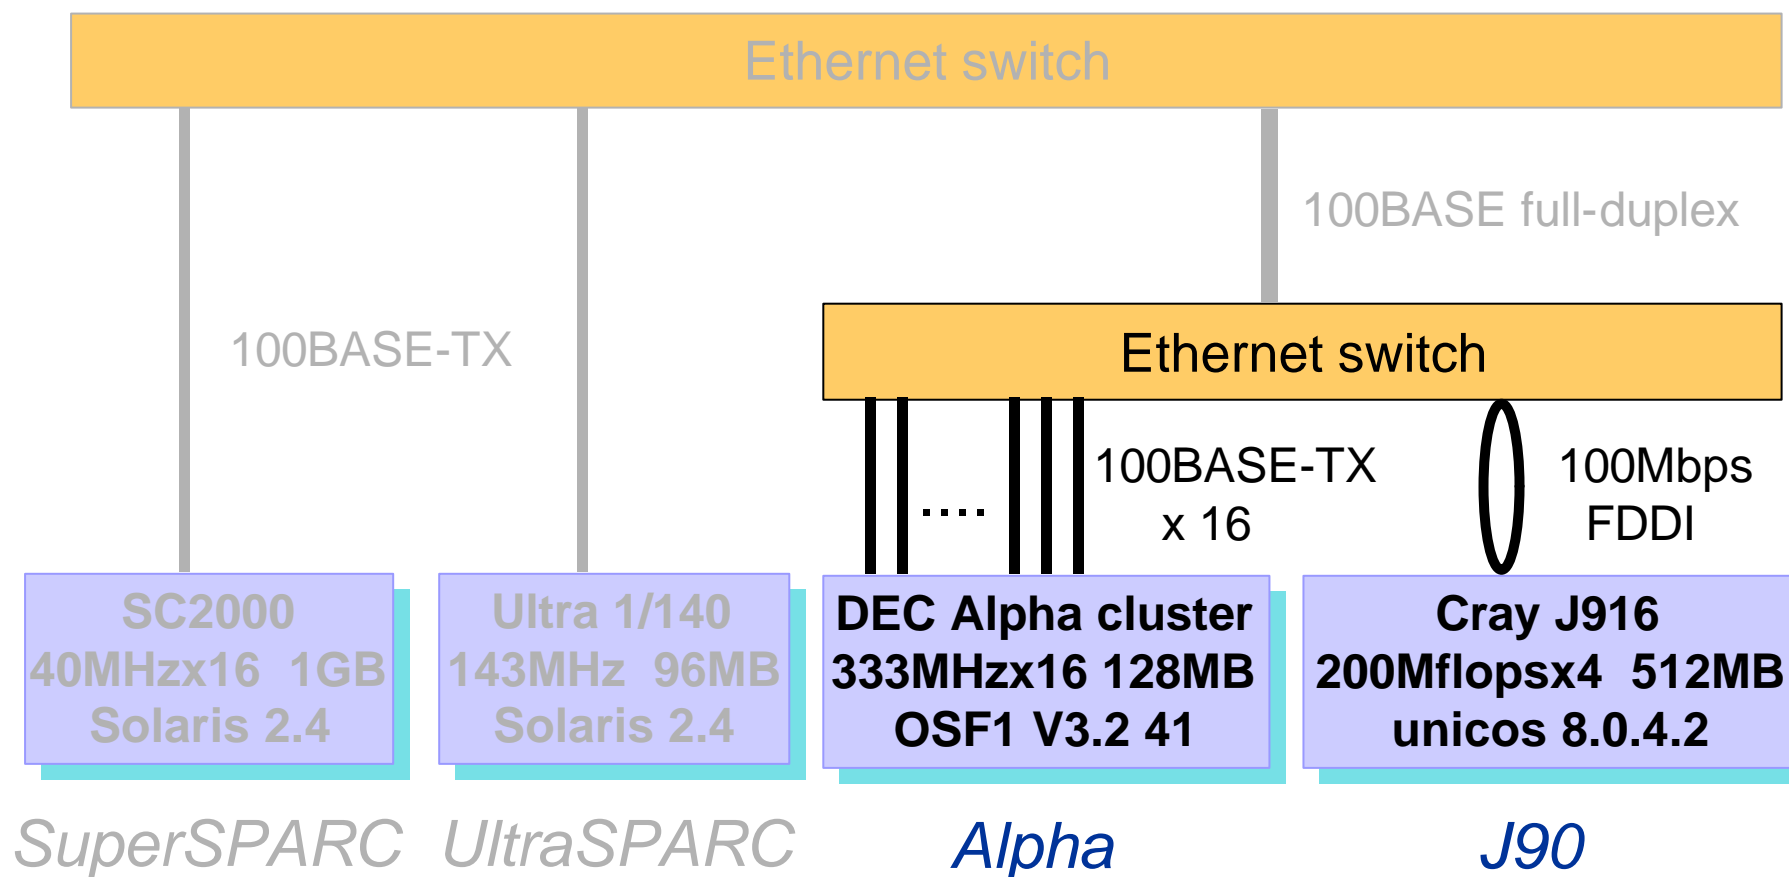 Ethernet switch
100BASE full-duplex
100BASE-TX
Ethernet switch
100BASE-TX
x 16
....
100Mbps
FDDI
SC2000
40MHzx16 1GB
Solaris 2.4
Ultra 1/140
143MHz 96MB
Solaris 2.4
DEC Alpha cluster
333MHzx16 128MB
OSF1 V3.2 41
Cray J916
200Mflopsx4 512MB
unicos 8.0.4.2
SuperSPARC
UltraSPARC
Alpha
J90